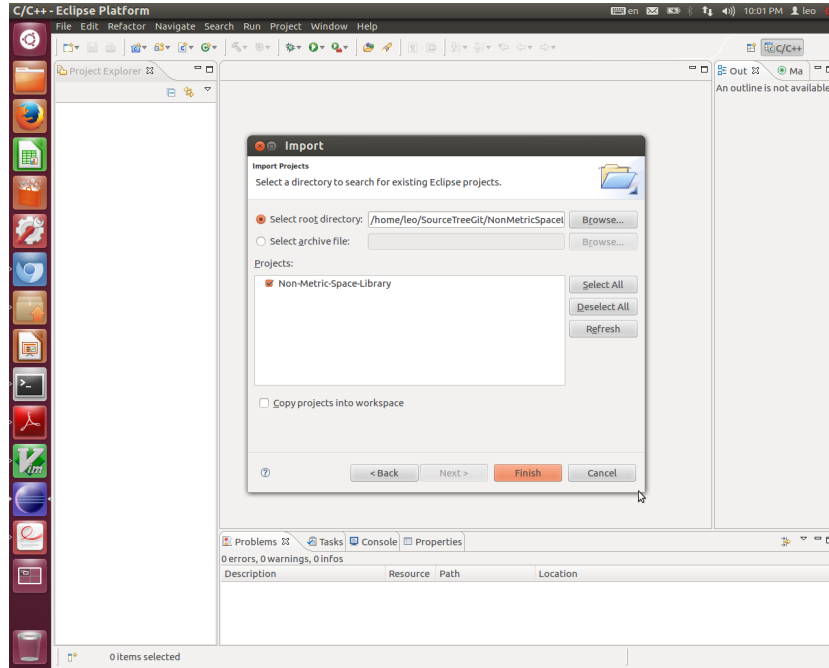 C/C++ - Eclipse Platform
en
10:01 PM
leo
File Edit Refactor Navigate Search Run Project Window Help
C/C++
Project Explorer
Out
Ma
An outline is not available
Import
Import Projects
Select a directory to search for existing Eclipse projects.
Select root directory: /home/leo/SourceTreeGit/NonMetricSpaceL Browse...
Select archive file: Browse...
Projects:
Non-Metric-Space-Library
Select All
Deselect All
Refresh
Copy projects into workspace
< Back Next > Finish Cancel
Problems Tasks Console Properties
0 errors, 0 warnings, 0 infos
Description Resource Path Location
0 items selected